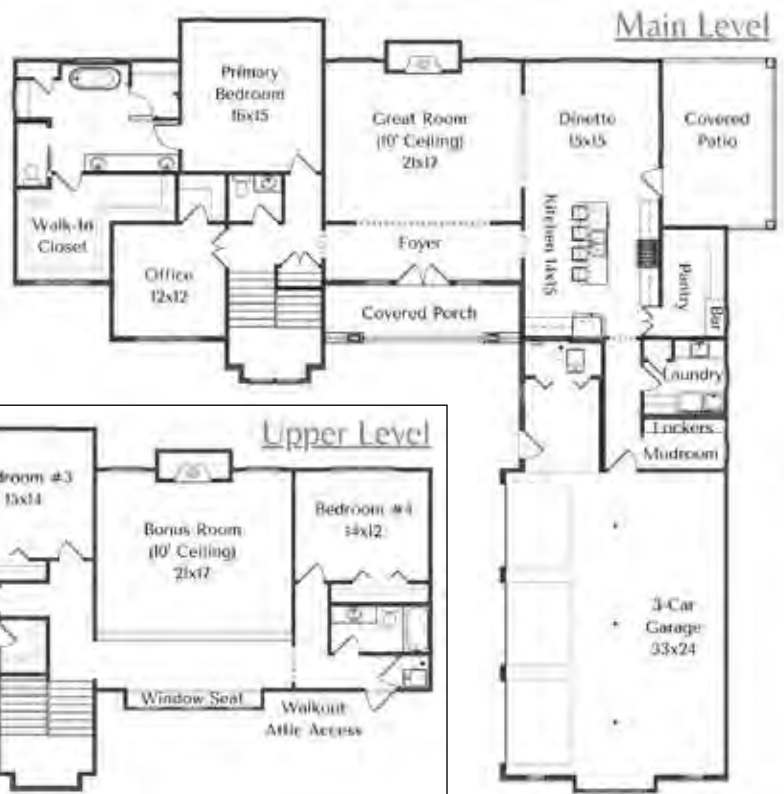 Main Level
Primary
Bedroom
16x15
Great Room
(10' Ceiling)
21x17
Dinette
15x15
Covered
Patio
Walk-In
Closet
Office
12x12
Foyer
Kitchen 14x15
Pantry
Bar
Covered Porch
Laundry
Lockers
Mudroom
3-Car
Garage
33x24
Upper Level
droom #3
15x14
Bonus Room
(10' Ceiling)
21x17
Bedroom #4
14x12
Window Seat
Walkout
Attic Access